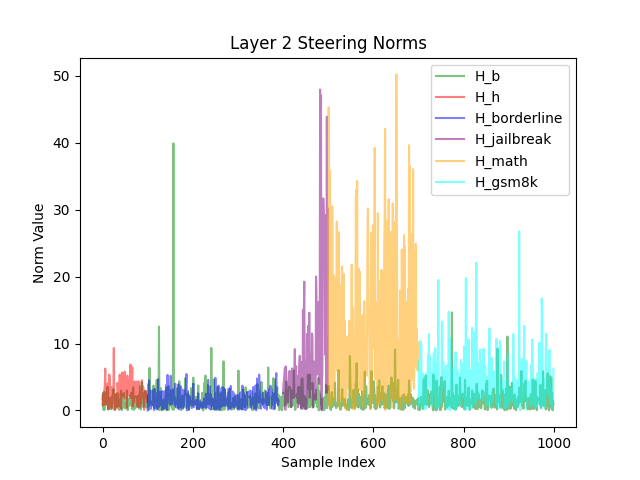 Layer 2 Steering Norms
Norm Value
50
40
30
20
10
0
H_b
H_h
H_borderline
H_jailbreak
H_math
H_gsm8k
0 200 400 600 800 1000
Sample Index